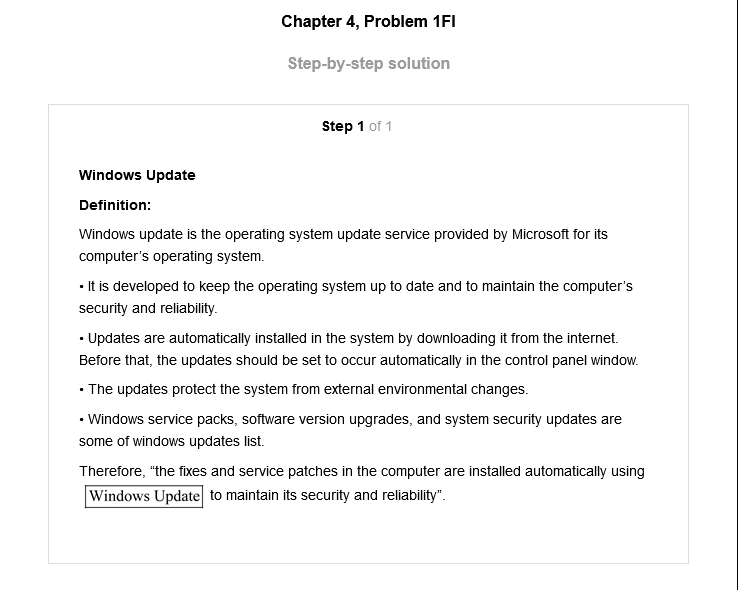 Chapter 4, Problem 1FI
Step-by-step solution
Step 1 of 1
Windows Update
Definition:
Windows update is the operating system update service provided by Microsoft for its
computer's operating system.
• It is developed to keep the operating system up to date and to maintain the computer's
security and reliability.
• Updates are automatically installed in the system by downloading it from the internet.
Before that, the updates should be set to occur automatically in the control panel window.
• The updates protect the system from external environmental changes.
• Windows service packs, software version upgrades, and system security updates are
some of windows updates list.
Therefore, “the fixes and service patches in the computer are installed automatically using
Windows Update to maintain its security and reliability”.